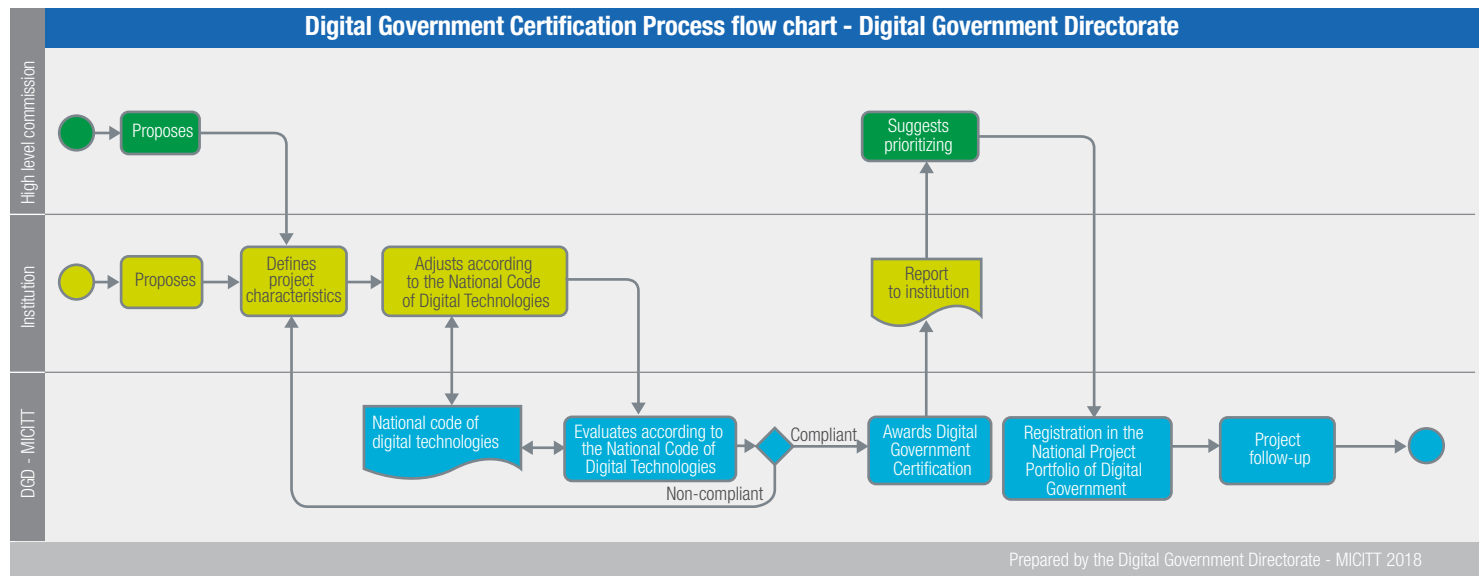 Digital Government Certification Process flow chart - Digital Government Directorate
High level commission
Proposes
Suggests
prioritizing
Institution
Proposes
Defines
project
characteristics
Adjusts according
to the National Code
of Digital Technologies
Report
to institution
DGD - MICITT
National code of
digital technologies
Evaluates according to
the National Code of
Digital Technologies
Compliant
Non-compliant
Awards Digital
Government
Certification
Registration in the
National Project
Portfolio of Digital
Government
Project
follow-up
Prepared by the Digital Government Directorate - MICITT 2018